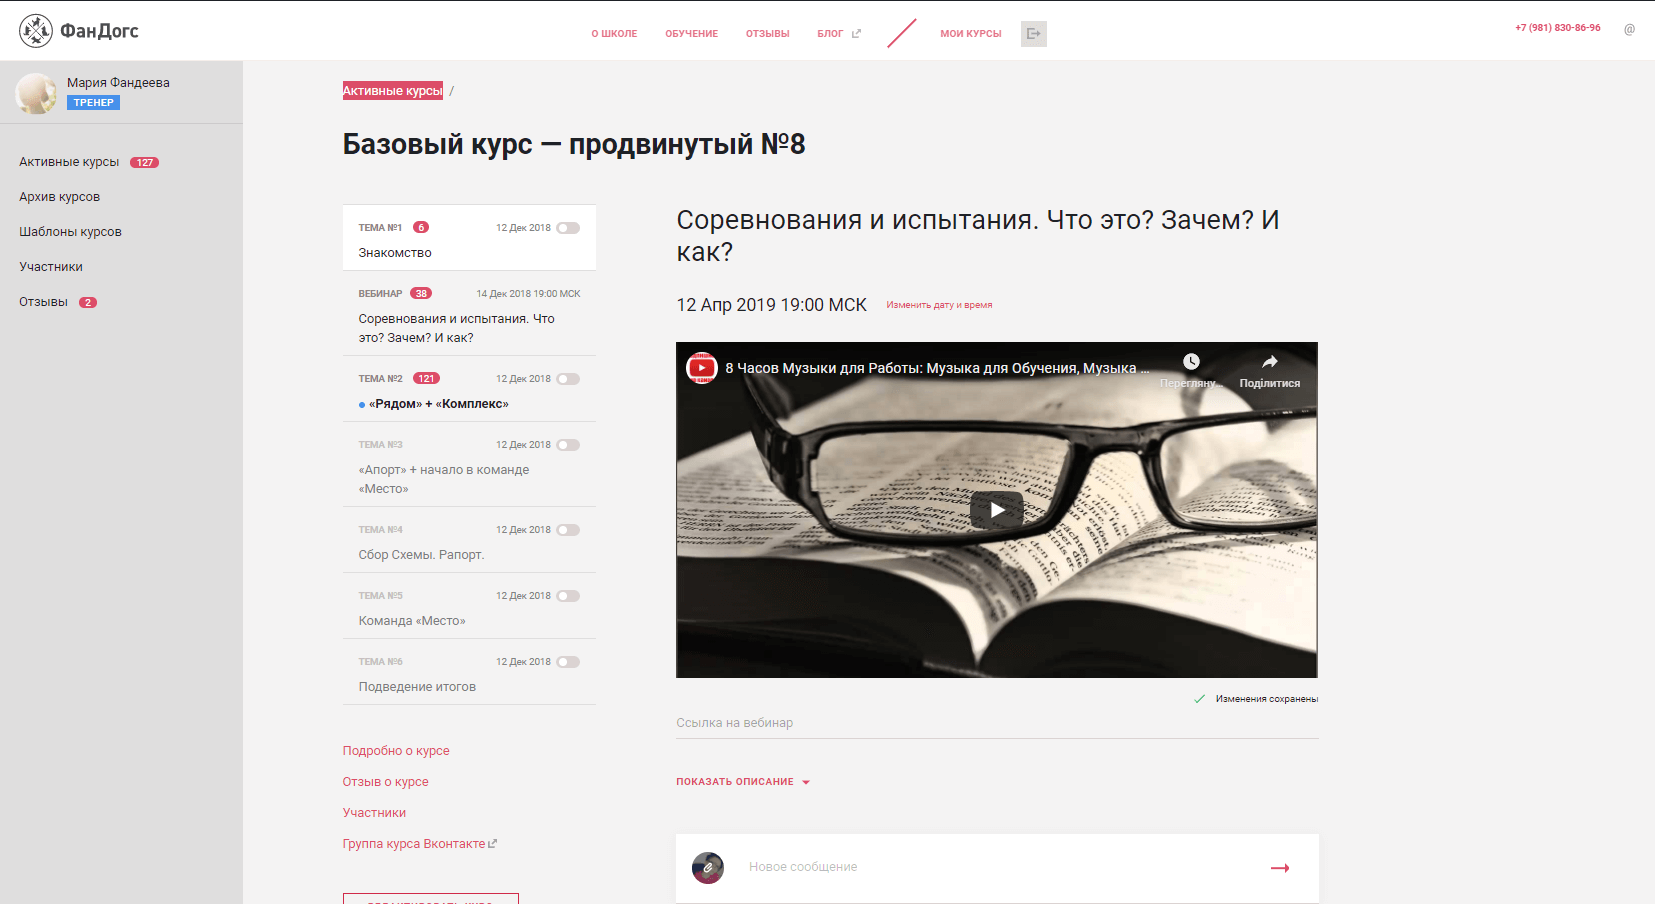 ФанДогс
О ШКОЛЕ ОБУЧЕНИЕ ОТЗЫВЫ БЛОГ МОИ КУРСЫ
+7 (981) 830-86-96 @
Мария Фандеева
ТРЕНЕР
Активные курсы 127
Архив курсов
Шаблоны курсов
Участники
Отзывы 2
Активные курсы /
Базовый курс — продвинутый №8
ТЕМА №1 6 12 Дек 2018
Знакомство
ВЕБИНАР 38 14 Дек 2018 19:00 МСК
Соревнования и испытания. Что
это? Зачем? И как?
ТЕМА №2 121 12 Дек 2018
«Рядом» + «Комплекс»
ТЕМА №3 12 Дек 2018
«Апорт» + начало в команде
«Место»
ТЕМА №4 12 Дек 2018
Сбор Схемы. Рапорт.
ТЕМА №5 12 Дек 2018
Команда «Место»
ТЕМА №6 12 Дек 2018
Подведение итогов
Подробно о курсе
Отзыв о курсе
Участники
Группа курса Вконтакте
Соревнования и испытания. Что это? Зачем? И
как?
12 Апр 2019 19:00 МСК Изменить дату и время
8 Часов Музыки для Работы: Музыка для Обучения, Музыка ...
Перегляну... Поділитися
Изменения сохранены
Ссылка на вебинар
ПОКАЗАТЬ ОПИСАНИЕ
Новое сообщение